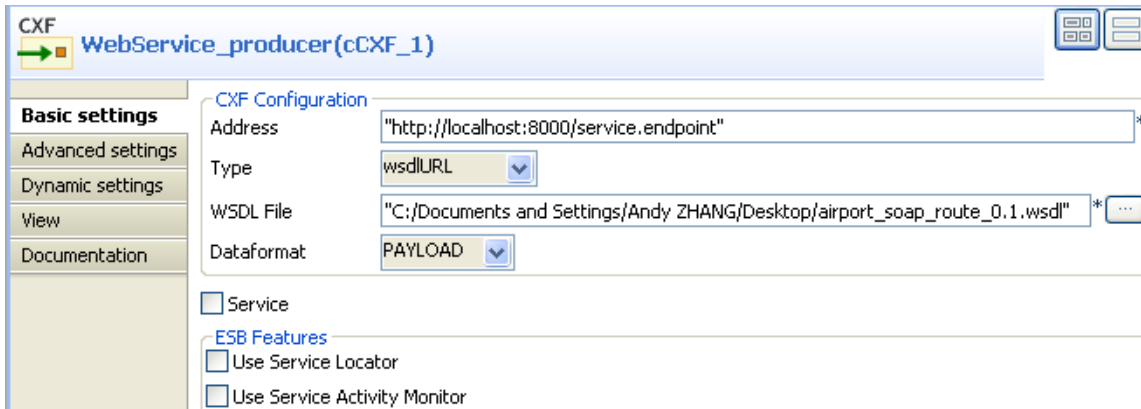 CXF
WebService_producer(cCXF_1)
Basic settings
Advanced settings
Dynamic settings
View
Documentation
CXF Configuration
Address "http://localhost:8000/service.endpoint" *
Type wsdlURL
WSDL File "C:/Documents and Settings/Andy ZHANG/Desktop/airport_soap_route_0.1.wsdl" * ...
Dataformat PAYLOAD
Service
ESB Features
Use Service Locator
Use Service Activity Monitor